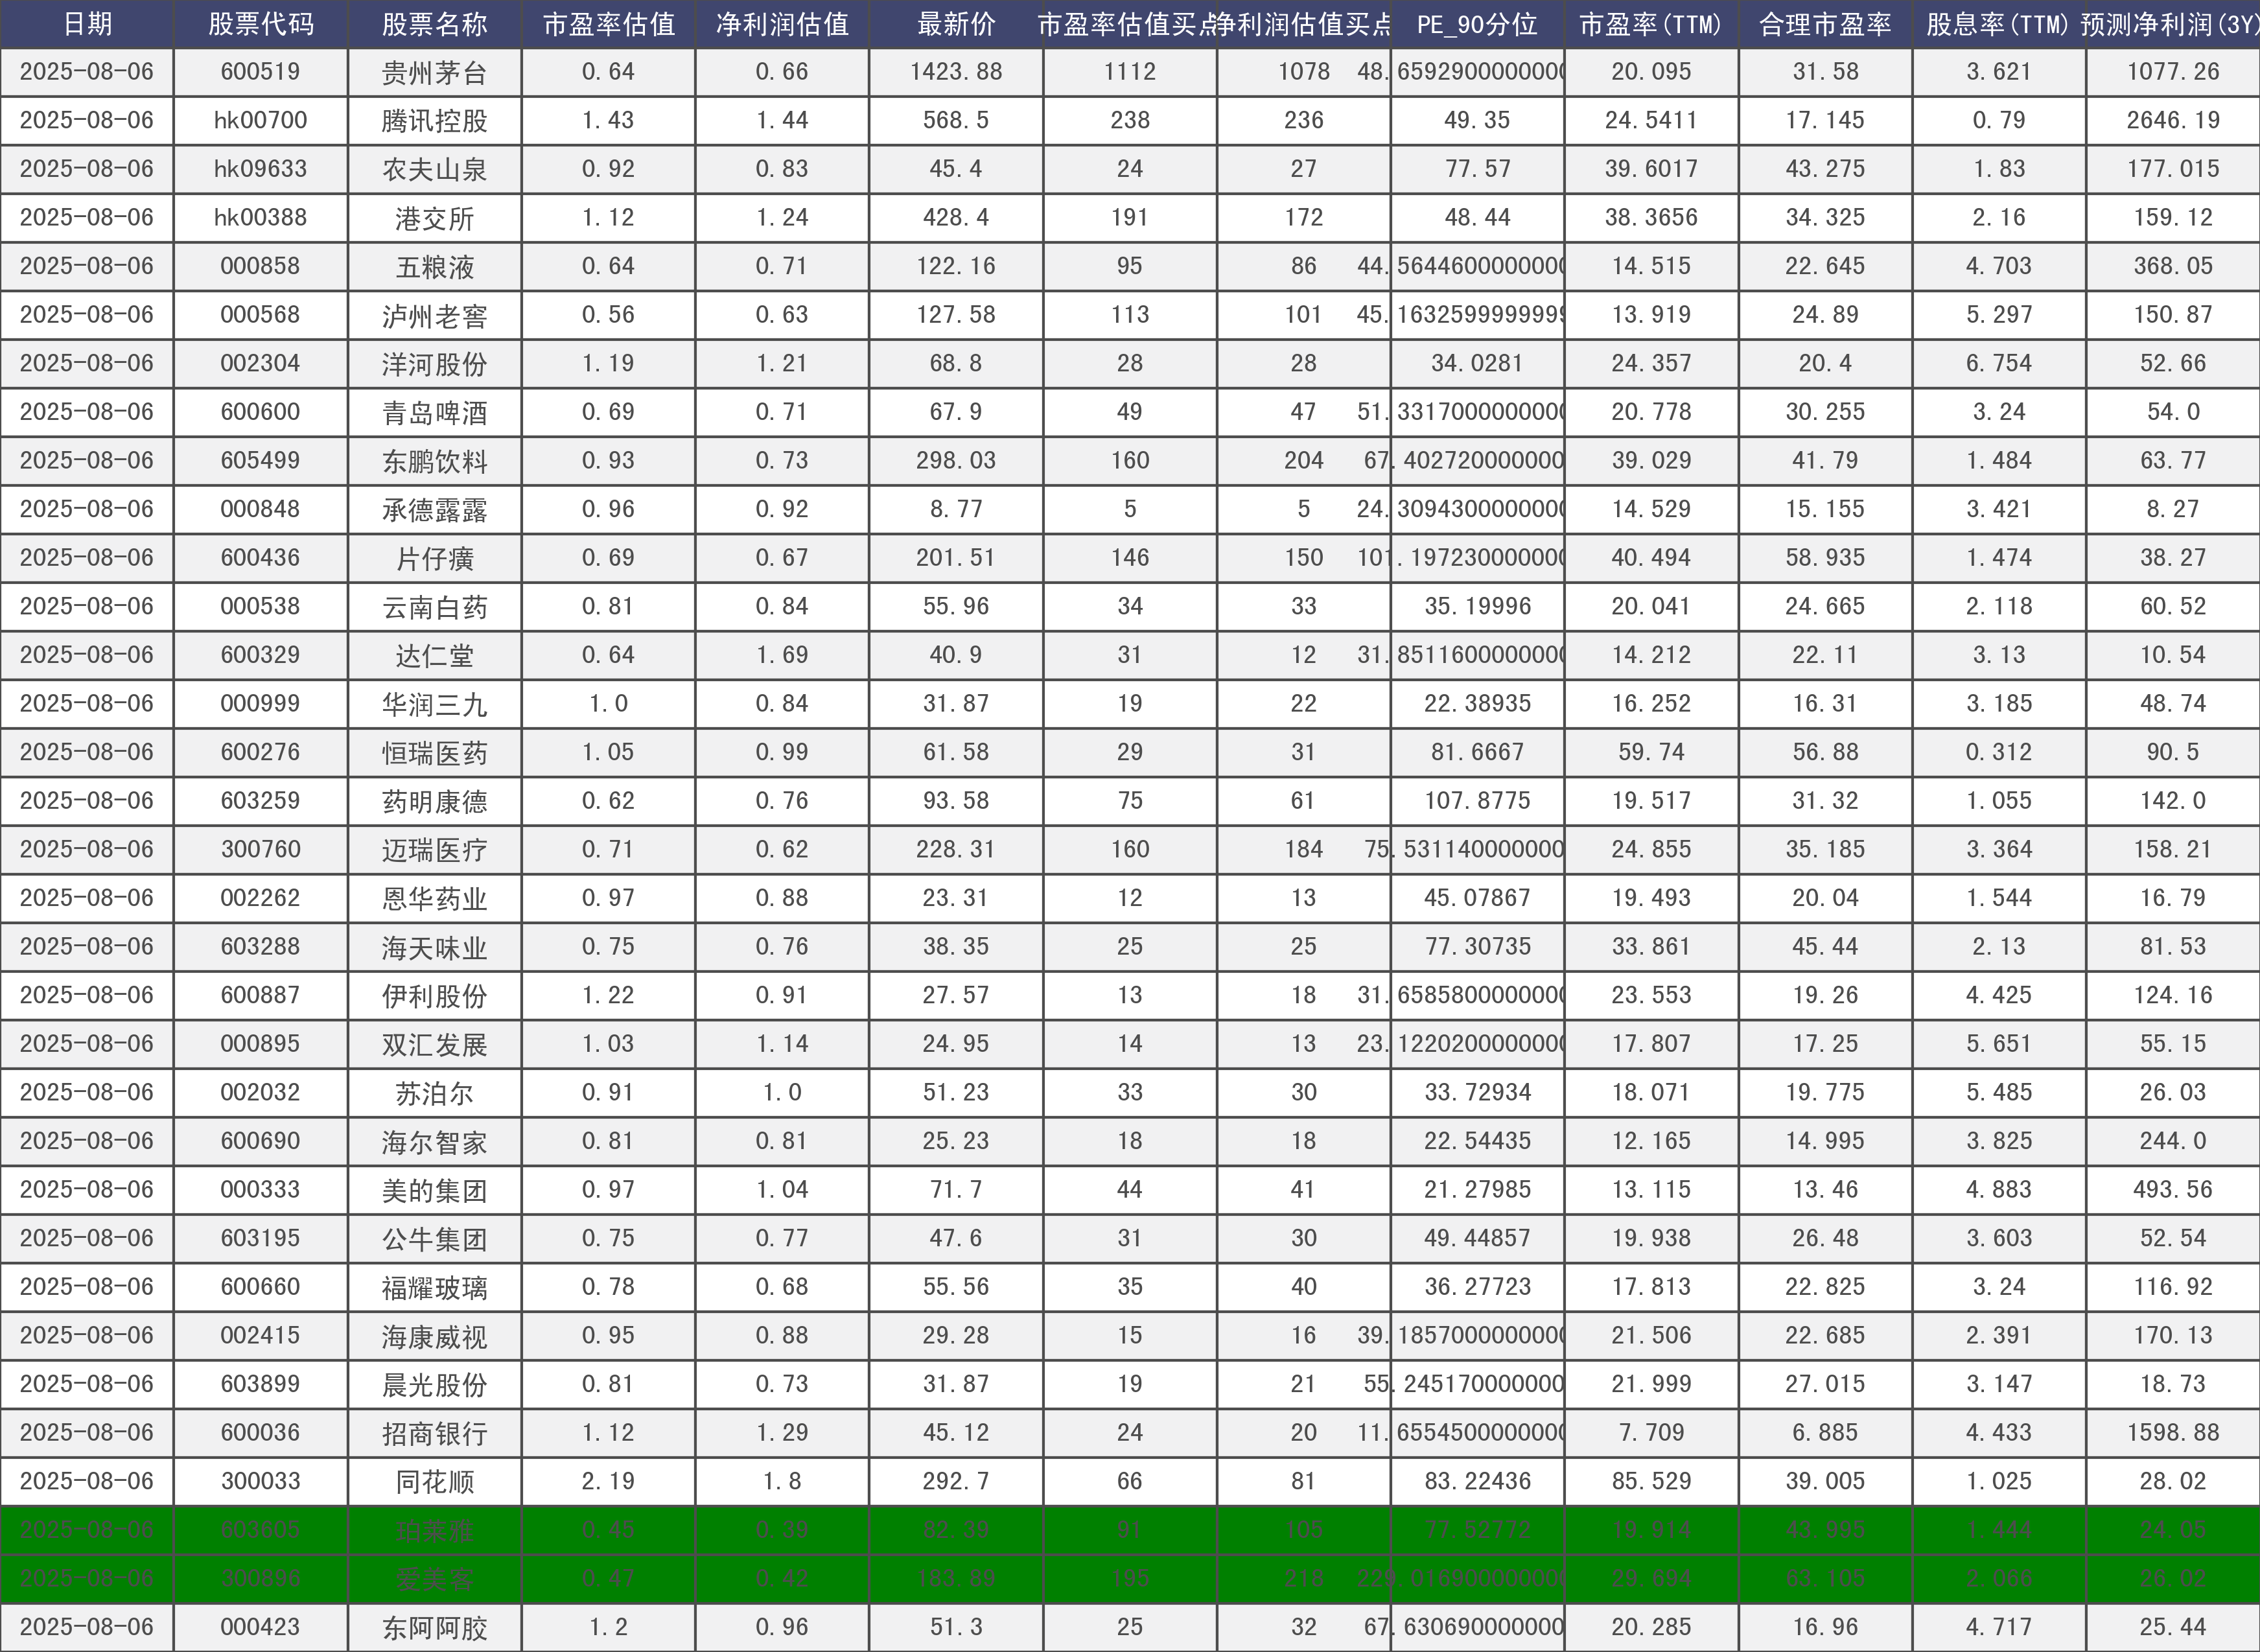 日期 股票代码 股票名称 市盈率估值 净利润估值 最新价 市盈率估值买点 净利润估值买点 PE_90分位 市盈率(TTM) 合理市盈率 股息率(TTM) 预测净利润(3Y)
2025-08-06 600519 贵州茅台 0.64 0.66 1423.88 1112 1078 48.6592900000000 20.095 31.58 3.621 1077.26
2025-08-06 hk00700 腾讯控股 1.43 1.44 568.5 238 236 49.35 24.5411 17.145 0.79 2646.19
2025-08-06 hk09633 农夫山泉 0.92 0.83 45.4 24 27 77.57 39.6017 43.275 1.83 177.015
2025-08-06 hk00388 港交所 1.12 1.24 428.4 191 172 48.44 38.3656 34.325 2.16 159.12
2025-08-06 000858 五粮液 0.64 0.71 122.16 95 86 44.5644600000000 14.515 22.645 4.703 368.05
2025-08-06 000568 泸州老窖 0.56 0.63 127.58 113 101 45.1632599999999 13.919 24.89 5.297 150.87
2025-08-06 002304 洋河股份 1.19 1.21 68.8 28 28 34.0281 24.357 20.4 6.754 52.66
2025-08-06 600600 青岛啤酒 0.69 0.71 67.9 49 47 51.3317000000000 20.778 30.255 3.24 54.0
2025-08-06 605499 东鹏饮料 0.93 0.73 298.03 160 204 67.402720000000 39.029 41.79 1.484 63.77
2025-08-06 000848 承德露露 0.96 0.92 8.77 5 5 24.3094300000000 14.529 15.155 3.421 8.27
2025-08-06 600436 片仔癀 0.69 0.67 201.51 146 150 101.197230000000 40.494 58.935 1.474 38.27
2025-08-06 000538 云南白药 0.81 0.84 55.96 34 33 35.19996 20.041 24.665 2.118 60.52
2025-08-06 600329 达仁堂 0.64 1.69 40.9 31 12 31.8511600000000 14.212 22.11 3.13 10.54
2025-08-06 000999 华润三九 1.0 0.84 31.87 19 22 22.38935 16.252 16.31 3.185 48.74
2025-08-06 600276 恒瑞医药 1.05 0.99 61.58 29 31 81.6667 59.74 56.88 0.312 90.5
2025-08-06 603259 药明康德 0.62 0.76 93.58 75 61 107.8775 19.517 31.32 1.055 142.0
2025-08-06 300760 迈瑞医疗 0.71 0.62 228.31 160 184 75.531140000000 24.855 35.185 3.364 158.21
2025-08-06 002262 恩华药业 0.97 0.88 23.31 12 13 45.07867 19.493 20.04 1.544 16.79
2025-08-06 603288 海天味业 0.75 0.76 38.35 25 25 77.30735 33.861 45.44 2.13 81.53
2025-08-06 600887 伊利股份 1.22 0.91 27.57 13 18 31.6585800000000 23.553 19.26 4.425 124.16
2025-08-06 000895 双汇发展 1.03 1.14 24.95 14 13 23.1220200000000 17.807 17.25 5.651 55.15
2025-08-06 002032 苏泊尔 0.91 1.0 51.23 33 30 33.72934 18.071 19.775 5.485 26.03
2025-08-06 600690 海尔智家 0.81 0.81 25.23 18 18 22.54435 12.165 14.995 3.825 244.0
2025-08-06 000333 美的集团 0.97 1.04 71.7 44 41 21.27985 13.115 13.46 4.883 493.56
2025-08-06 603195 公牛集团 0.75 0.77 47.6 31 30 49.44857 19.938 26.48 3.603 52.54
2025-08-06 600660 福耀玻璃 0.78 0.68 55.56 35 40 36.27723 17.813 22.825 3.24 116.92
2025-08-06 002415 海康威视 0.95 0.88 29.28 15 16 39.1857000000000 21.506 22.685 2.391 170.13
2025-08-06 603899 晨光股份 0.81 0.73 31.87 19 21 55.245170000000 21.999 27.015 3.147 18.73
2025-08-06 600036 招商银行 1.12 1.29 45.12 24 20 11.6554500000000 7.709 6.885 4.433 1598.88
2025-08-06 300033 同花顺 2.19 1.8 292.7 66 81 83.22436 85.529 39.005 1.025 28.02
2025-08-06 603605 珀莱雅 0.45 0.39 82.39 91 105 77.52772 19.914 43.995 1.444 24.05
2025-08-06 300896 爱美客 0.47 0.42 183.89 195 218 229.016900000000 29.694 63.105 2.066 26.02
2025-08-06 000423 东阿阿胶 1.2 0.96 51.3 25 32 67.630690000000 20.285 16.96 4.717 25.44